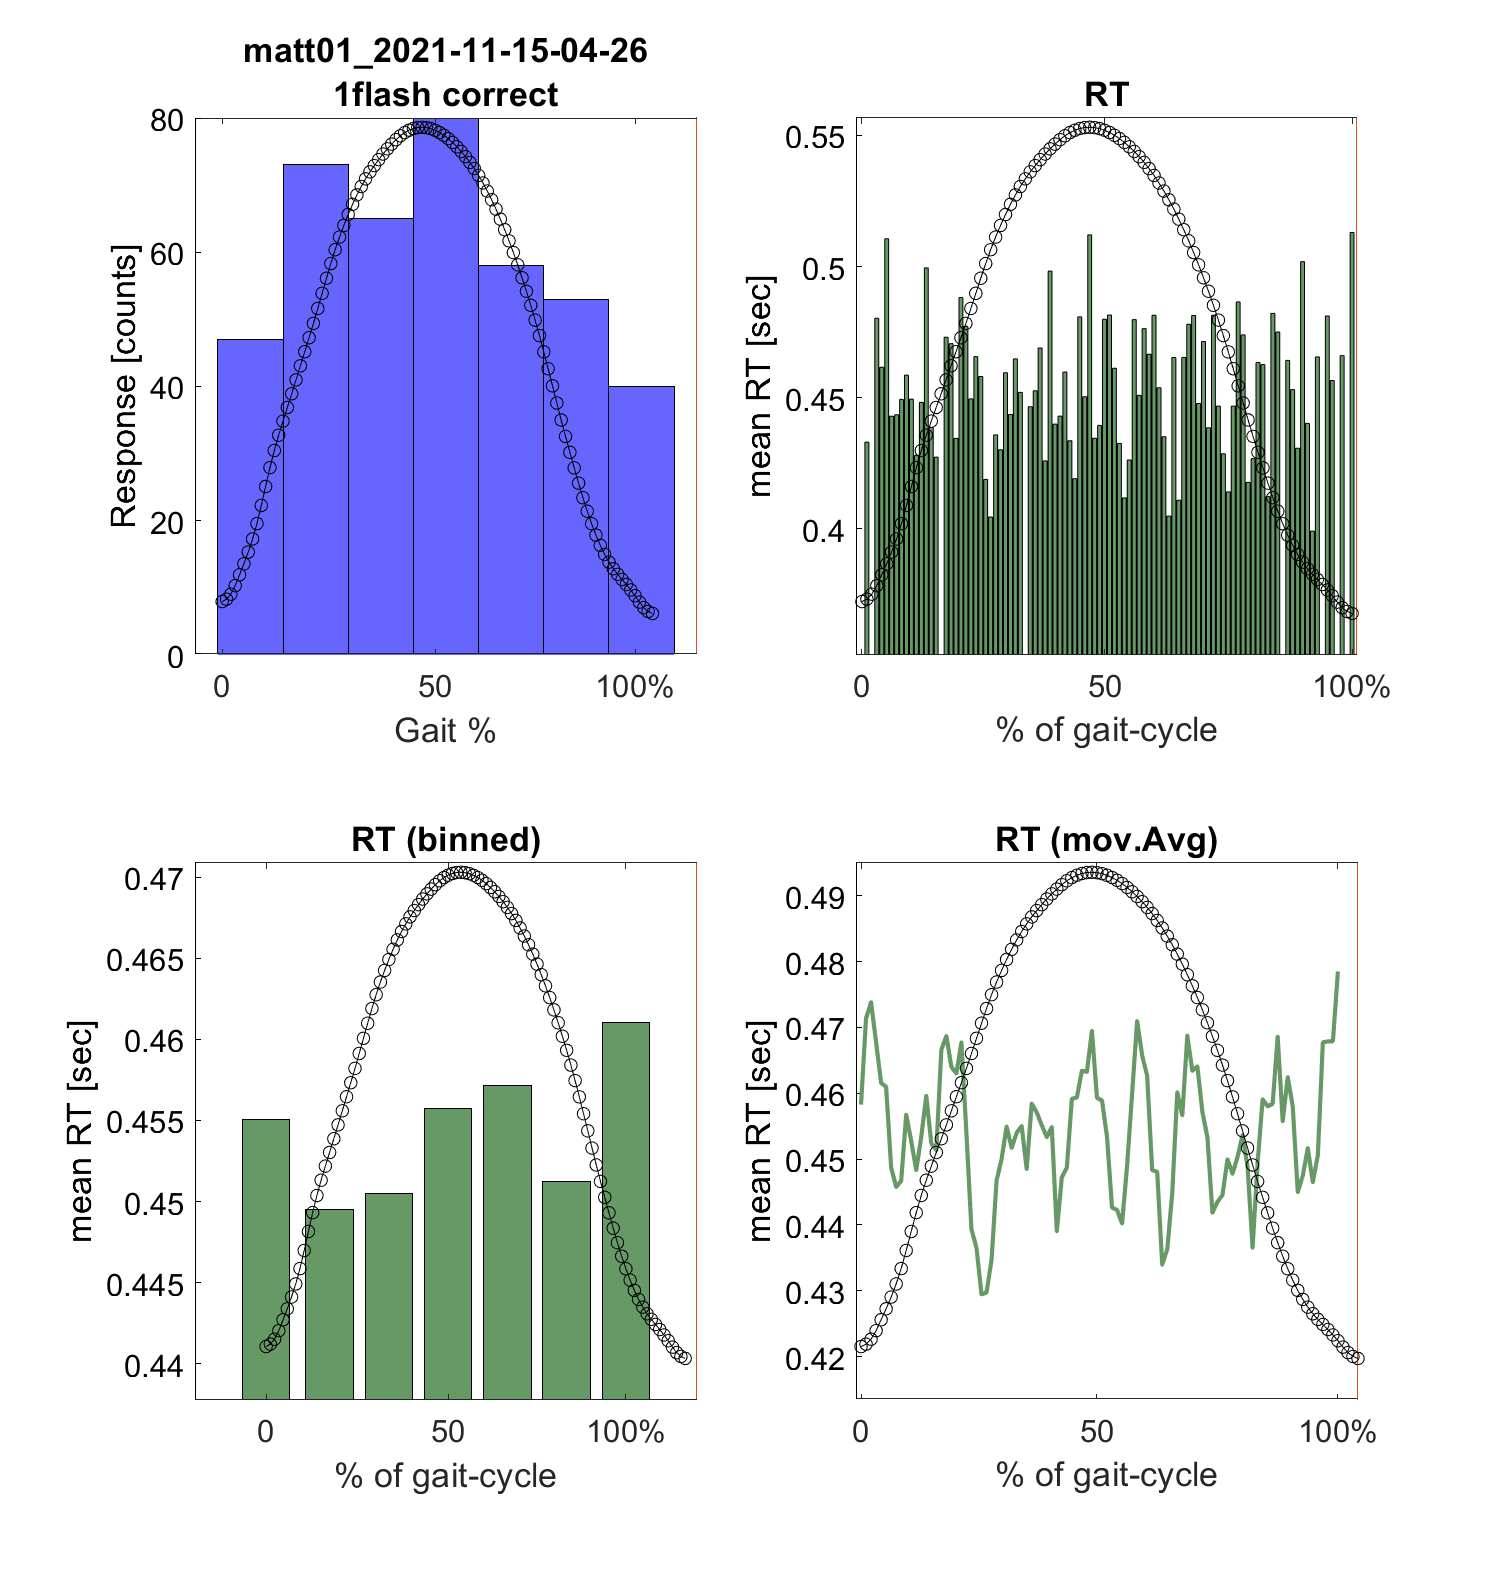 matt01_2021-11-15-04-26
1flash correct
80
60
40
20
0
Response [counts]
0 50 100%
Gait %
RT
0.55
0.5
0.45
0.4
mean RT [sec]
0 50 100%
% of gait-cycle
RT (binned)
0.47
0.465
0.46
0.455
0.45
0.445
0.44
mean RT [sec]
0 50 100%
% of gait-cycle
RT (mov.Avg)
0.49
0.48
0.47
0.46
0.45
0.44
0.43
0.42
mean RT [sec]
0 50 100%
% of gait-cycle